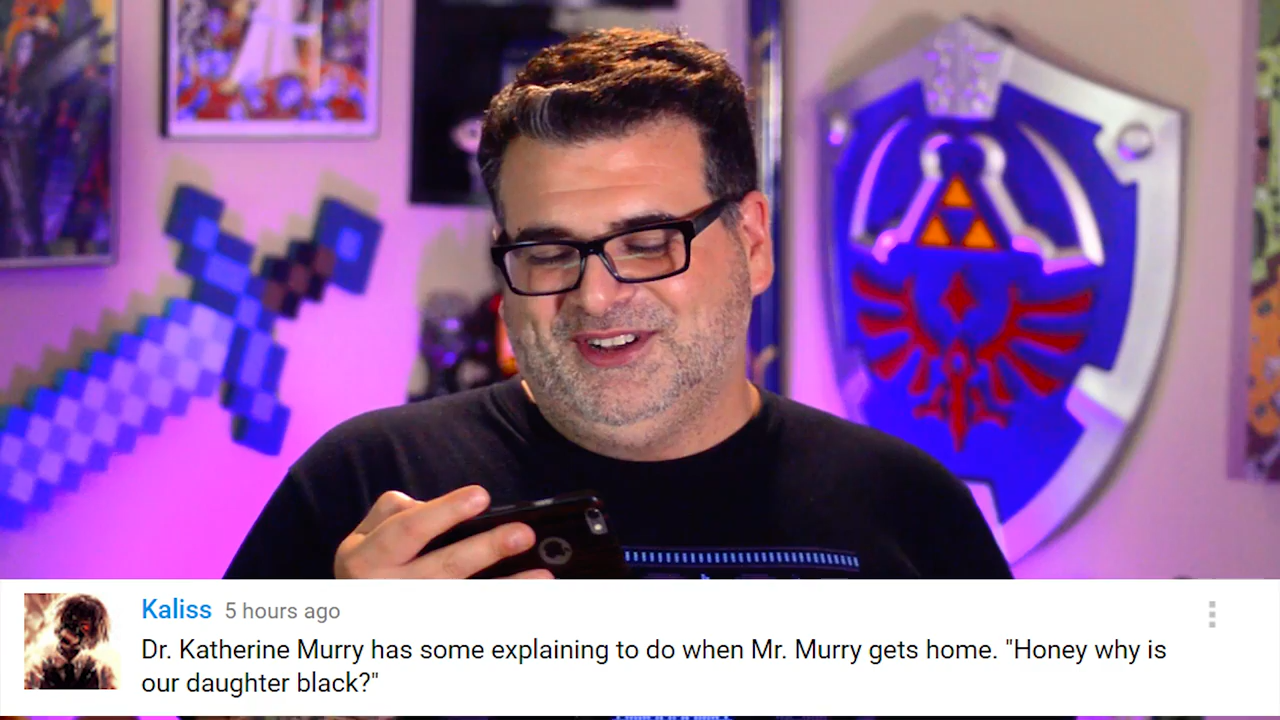 Kaliss 5 hours ago
Dr. Katherine Murry has some explaining to do when Mr. Murry gets home. "Honey why is
our daughter black?"